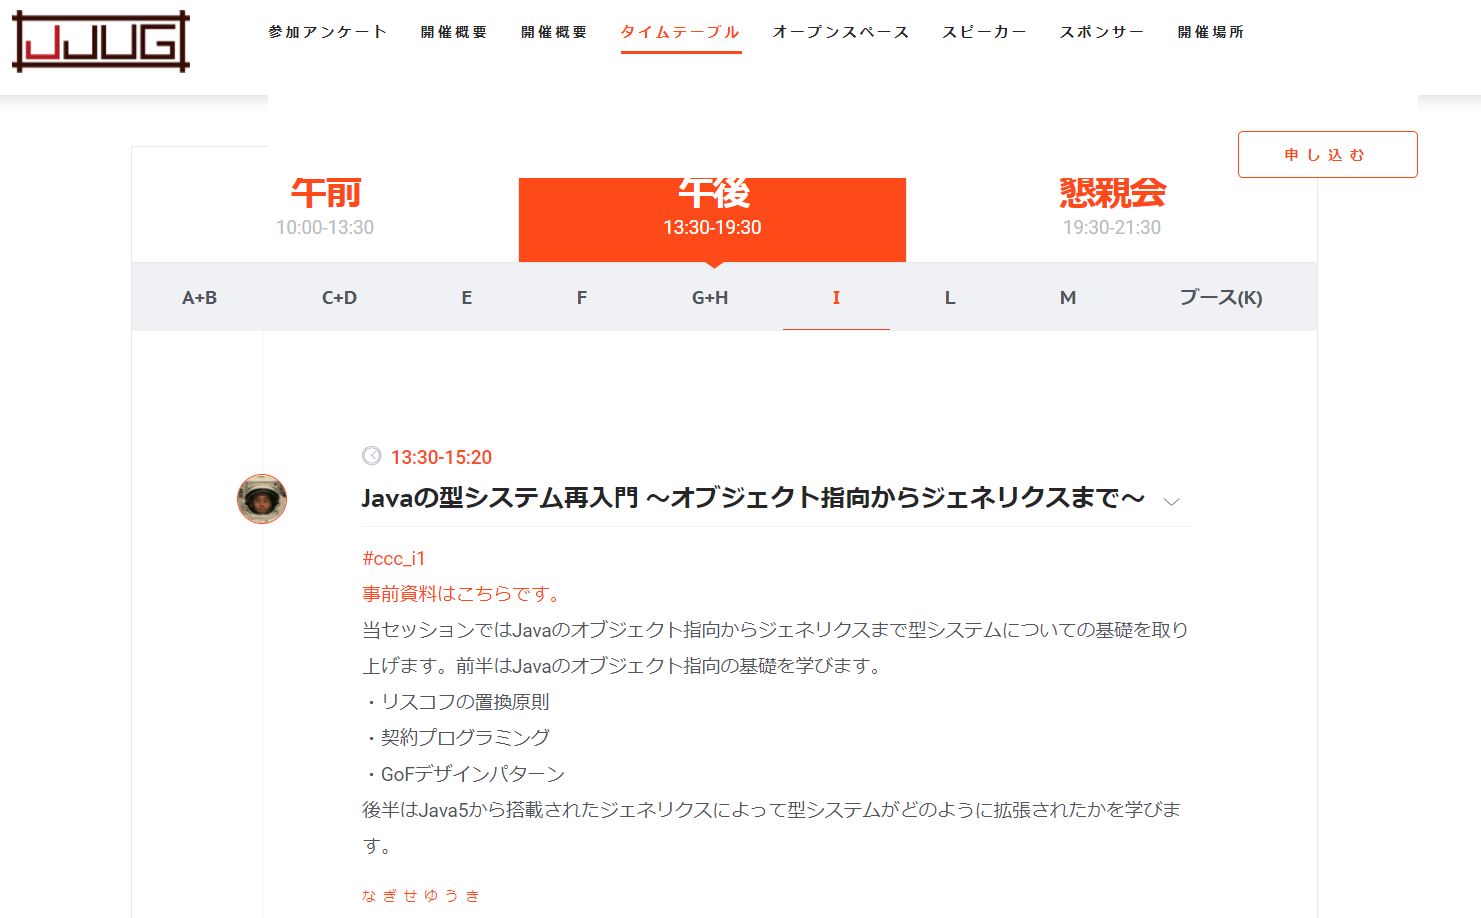 JJUG
参加アンケート 開催概要 開催概要 タイムテーブル オープンスペース スピーカー スポンサー 開催場所
申し込む
午前 午後 懇親会
10:00-13:30 13:30-19:30 19:30-21:30
A+B C+D E F G+H I L M ブース(K)
13:30-15:20
Javaの型システム再入門 ～オブジェクト指向からジェネリクスまで～
#ccc_i1
事前資料はこちらです。
当セッションではJavaのオブジェクト指向からジェネリクスまで型システムについての基礎を取り
上げます。前半はJavaのオブジェクト指向の基礎を学びます。
・リスコフの置換原則
・契約プログラミング
・GoFデザインパターン
後半はJava5から搭載されたジェネリクスによって型システムがどのように拡張されたかを学びま
す。
なぎせゆうき